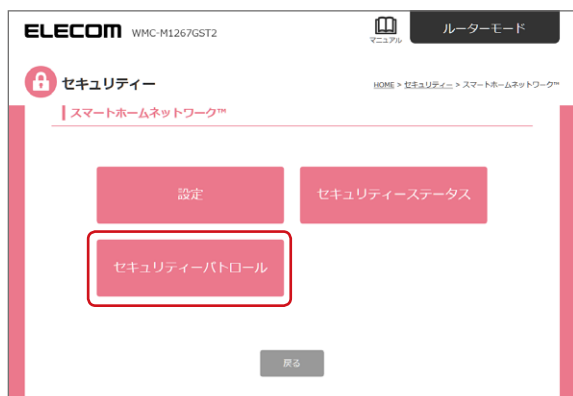 ELECOM WMC-M1267GST2
マニュアル
ルーターモード
セキュリティー
HOME > セキュリティー > スマートホームネットワーク™
スマートホームネットワーク™
設定
セキュリティーステータス
セキュリティーパトロール
戻る